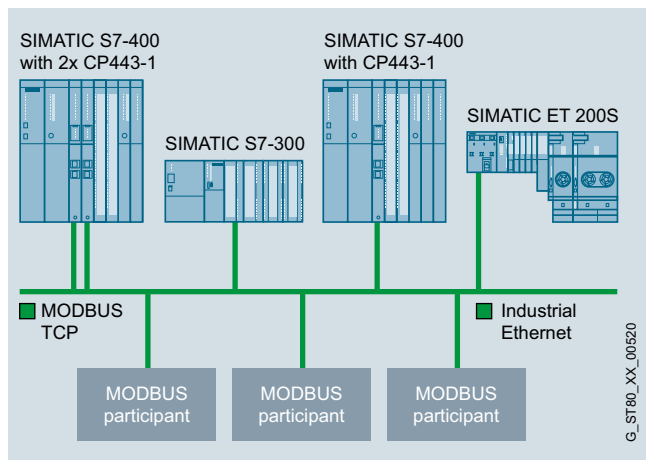 SIMATIC S7-400
with 2x CP443-1
SIMATIC S7-300
SIMATIC S7-400
with CP443-1
SIMATIC ET 200S
MODBUS
TCP
Industrial
Ethernet
MODBUS
participant
MODBUS
participant
MODBUS
participant
G_ST80_XX_00520